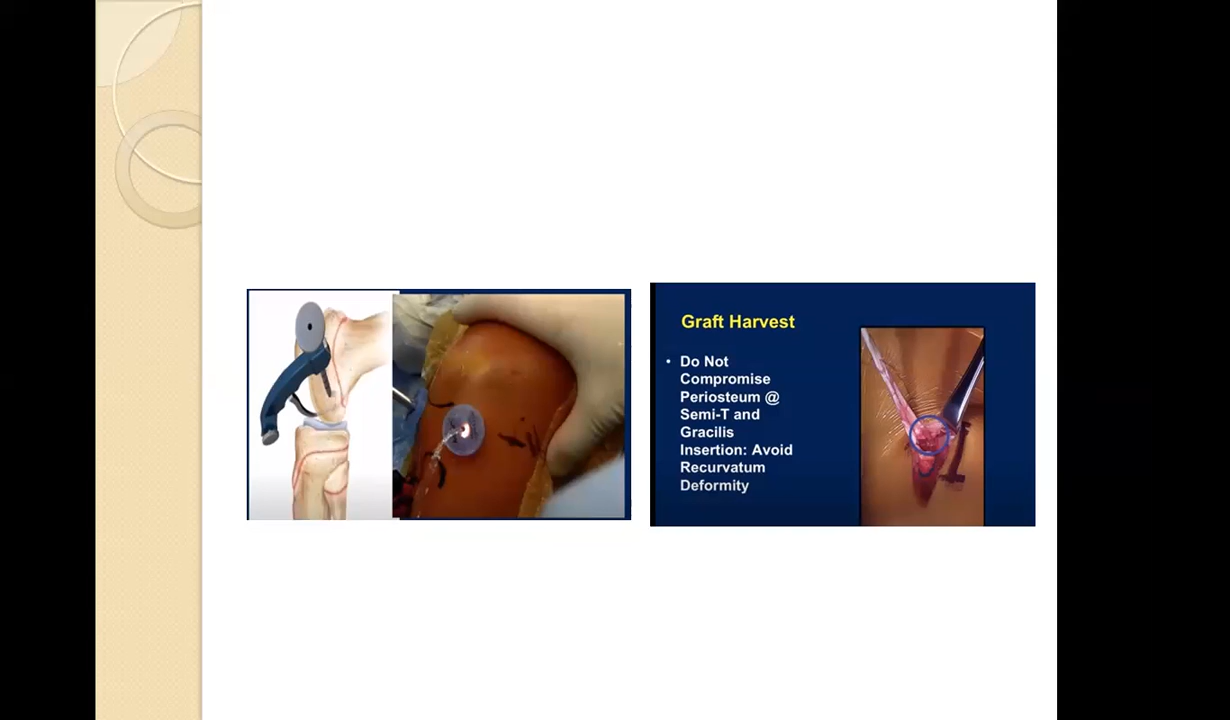 Graft Harvest
• Do Not
Compromise
Periosteum @
Semi-T and
Gracilis
Insertion: Avoid
Recurvatum
Deformity